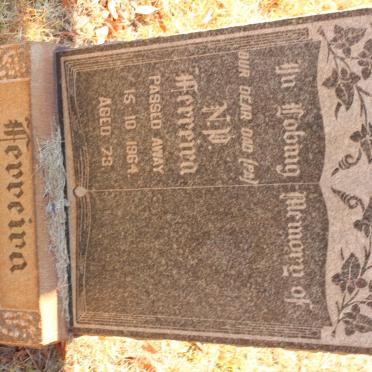 In Loving Memory of
OUR DEAR DAD (PA)
N.P.
Ferreira
PASSED AWAY
15. 10. 1964
AGED 73
Ferreira